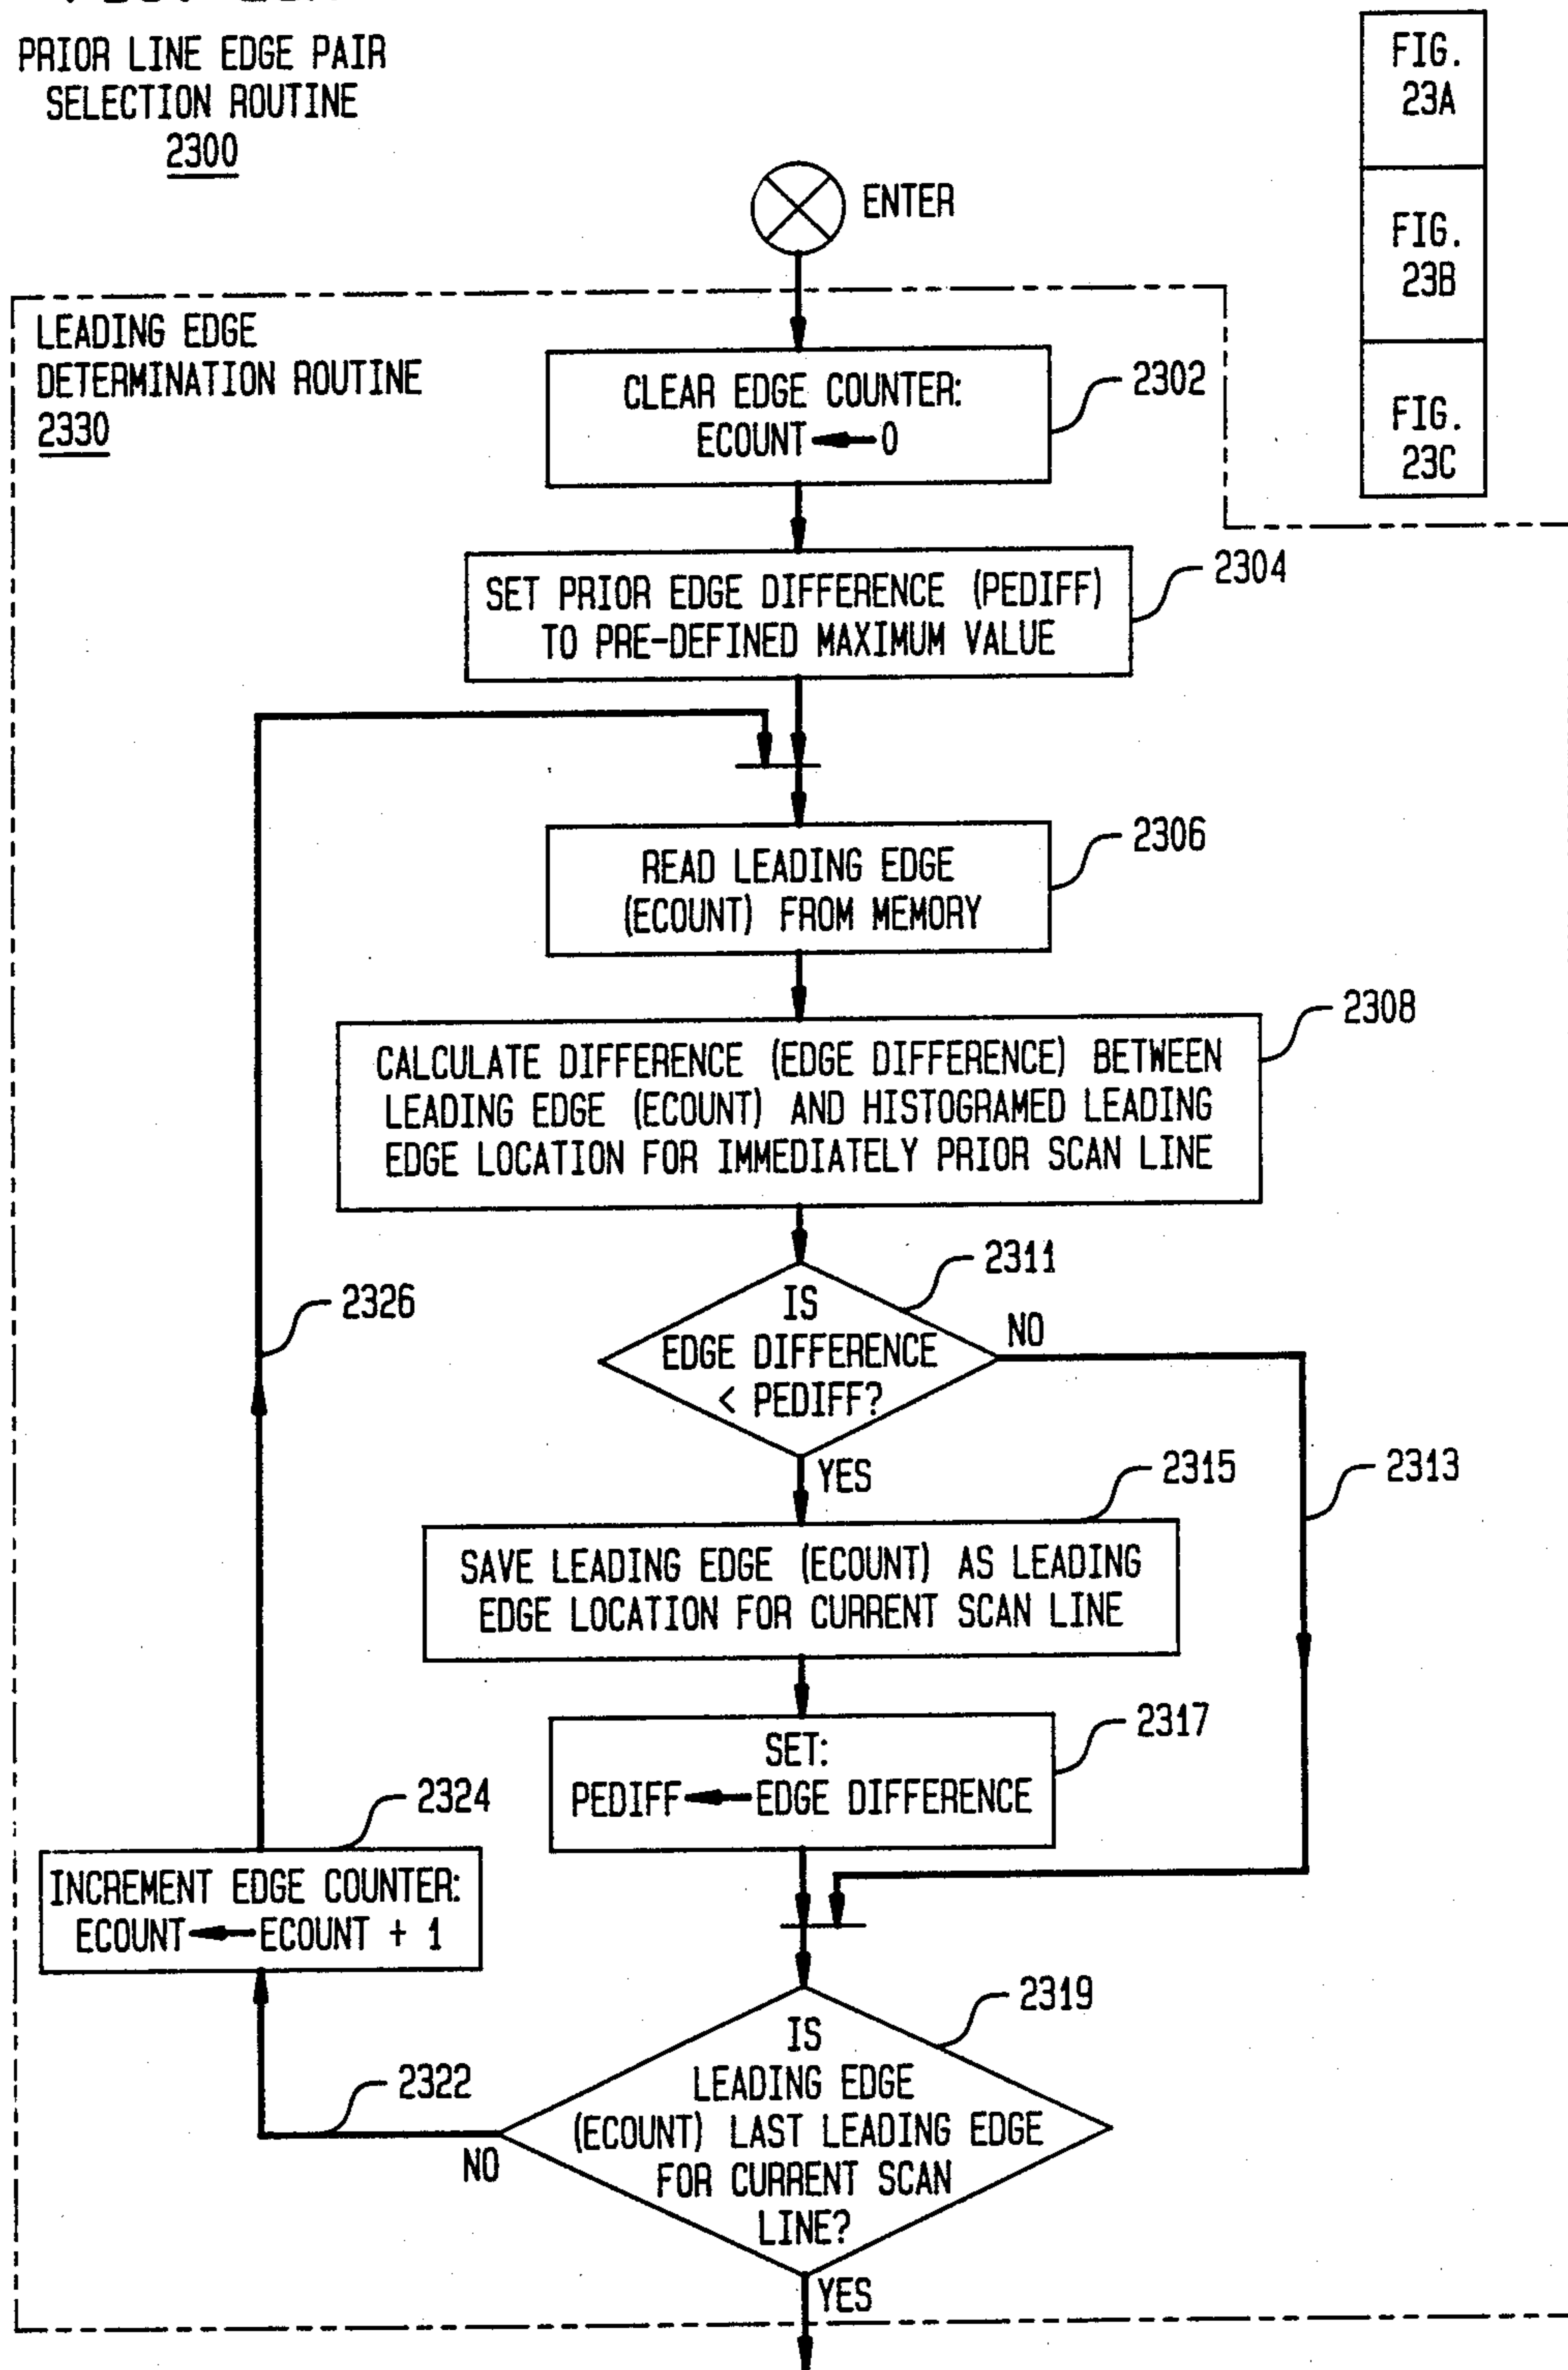 PRIOR LINE EDGE PAIR
SELECTION ROUTINE
2300
FIG.
23A
FIG.
23B
FIG.
23C
ENTER
LEADING EDGE
DETERMINATION ROUTINE
2330
CLEAR EDGE COUNTER:
ECOUNT ← 0
2302
SET PRIOR EDGE DIFFERENCE (PEDIFF)
TO PRE-DEFINED MAXIMUM VALUE
2304
READ LEADING EDGE
(ECOUNT) FROM MEMORY
2306
CALCULATE DIFFERENCE (EDGE DIFFERENCE) BETWEEN
LEADING EDGE (ECOUNT) AND HISTOGRAMED LEADING
EDGE LOCATION FOR IMMEDIATELY PRIOR SCAN LINE
2308
IS
EDGE DIFFERENCE
< PEDIFF?
2311
NO
YES
2326
2313
SAVE LEADING EDGE (ECOUNT) AS LEADING
EDGE LOCATION FOR CURRENT SCAN LINE
2315
SET:
PEDIFF ← EDGE DIFFERENCE
2317
INCREMENT EDGE COUNTER:
ECOUNT ← ECOUNT + 1
2324
IS
LEADING EDGE
(ECOUNT) LAST LEADING EDGE
FOR CURRENT SCAN
LINE?
2319
2322
NO
YES